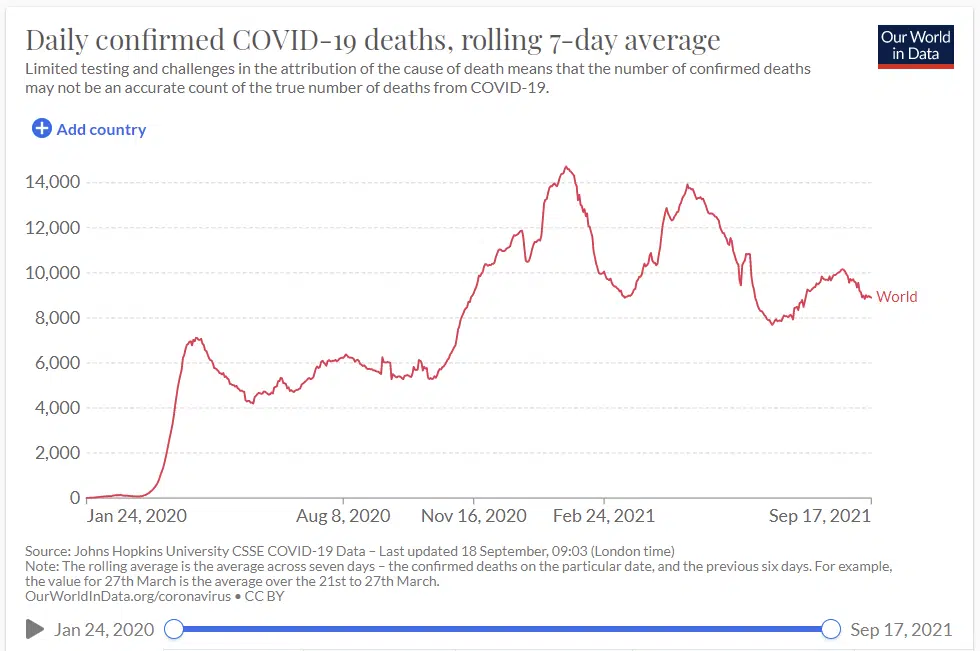 Daily confirmed COVID-19 deaths, rolling 7-day average
Our World
in Data
Limited testing and challenges in the attribution of the cause of death means that the number of confirmed deaths
may not be an accurate count of the true number of deaths from COVID-19.
Add country
14,000
12,000
10,000
8,000
6,000
4,000
2,000
0
World
Jan 24, 2020 Aug 8, 2020 Nov 16, 2020 Feb 24, 2021 Sep 17, 2021
Source: Johns Hopkins University CSSE COVID-19 Data – Last updated 18 September, 09:03 (London time)
Note: The rolling average is the average across seven days – the confirmed deaths on the particular date, and the previous six days. For example,
the value for 27th March is the average over the 21st to 27th March.
OurWorldInData.org/coronavirus • CC BY
Jan 24, 2020 Sep 17, 2021